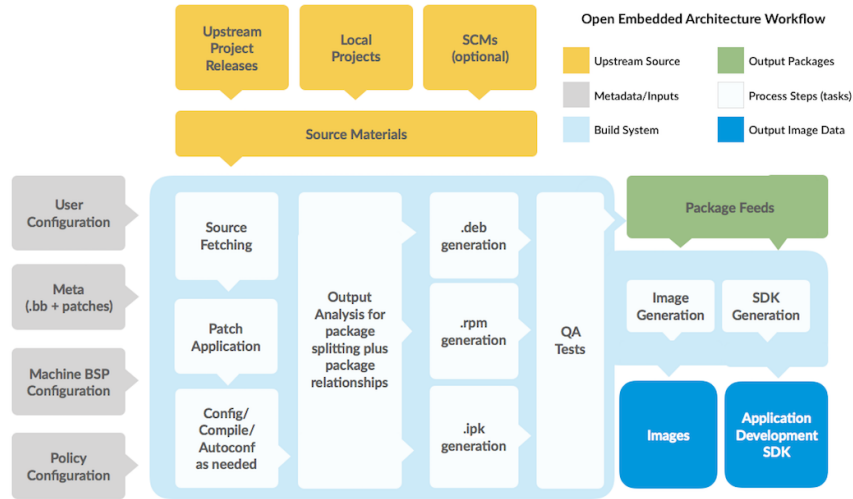 Open Embedded Architecture Workflow
Upstream
Project
Releases
Local
Projects
SCMs
(optional)
Upstream Source
Output Packages
Metadata/Inputs
Process Steps (tasks)
Build System
Output Image Data
Source Materials
User
Configuration
Meta
(.bb + patches)
Machine BSP
Configuration
Policy
Configuration
Source
Fetching
Patch
Application
Config/
Compile/
Autoconf
as needed
Output
Analysis for
package
splitting plus
package
relationships
.deb
generation
.rpm
generation
.ipk
generation
QA
Tests
Package Feeds
Image
Generation
SDK
Generation
Images
Application
Development
SDK